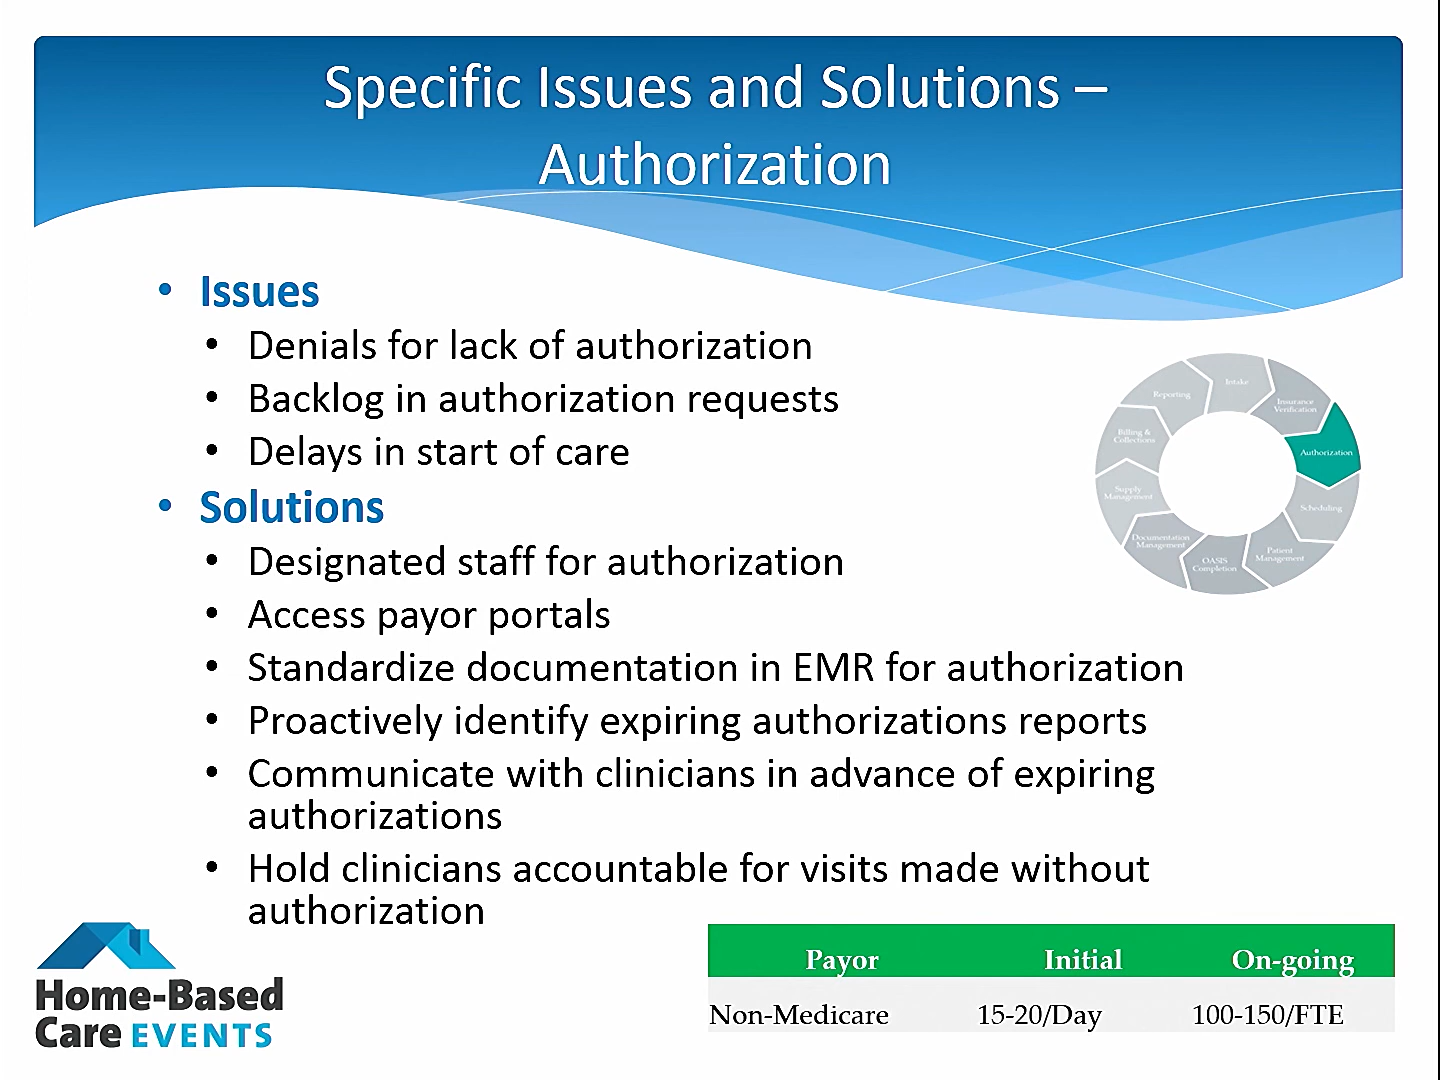 Specific Issues and Solutions –
Authorization
• Issues
• Denials for lack of authorization
• Backlog in authorization requests
• Delays in start of care
• Solutions
• Designated staff for authorization
• Access payor portals
• Standardize documentation in EMR for authorization
• Proactively identify expiring authorizations reports
• Communicate with clinicians in advance of expiring
authorizations
• Hold clinicians accountable for visits made without
authorization
Intake
Insurance
Verification
Authorization
Scheduling
Patient
Management
OASIS
Completion
Documentation
Management
Supply
Management
Billing &
Collections
Reporting
Payor Initial On-going
Non-Medicare 15-20/Day 100-150/FTE
Home-Based
Care EVENTS